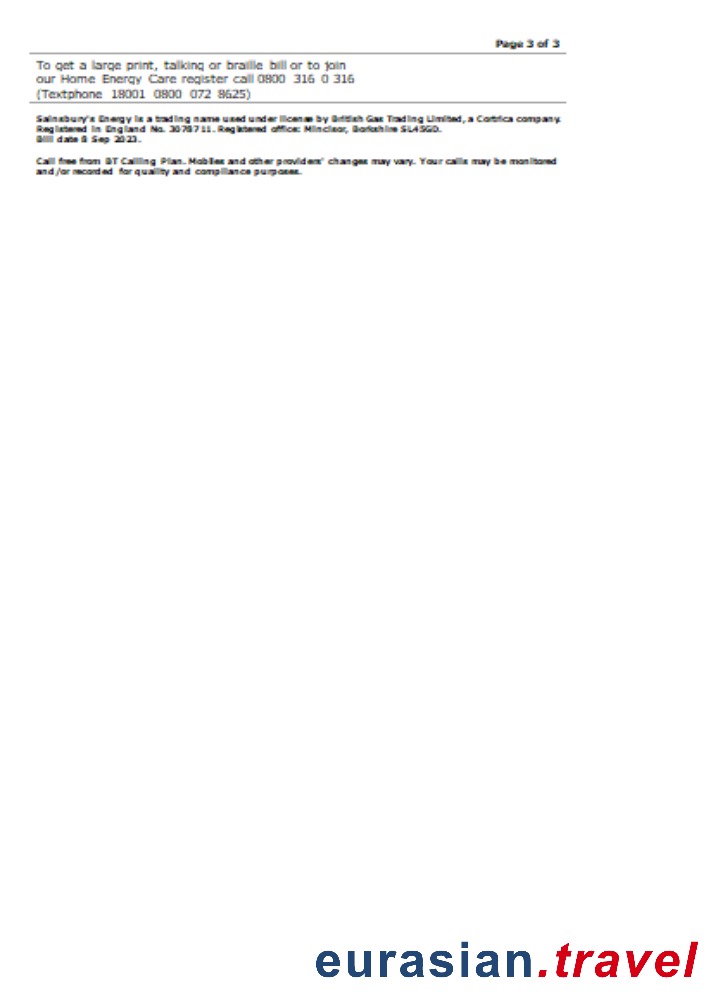 Page 3 of 3
To get a large print, talking or braille bill or to join
our Home Energy Care register call 0800 316 0 316
(Textphone 18001 0800 072 8625)
Sainsbury's Energy is a trading name used under license by British Gas Trading Limited, a company.
Registered in England No. 3078711. Registered office: SL45GD.
Bill date 8 Sep 2023.
Call free from BT Calling Plan. Mobiles and other providers' changes may vary. Your calls may be monitored
and/or recorded for quality and compliance purposes.
eurasian.travel